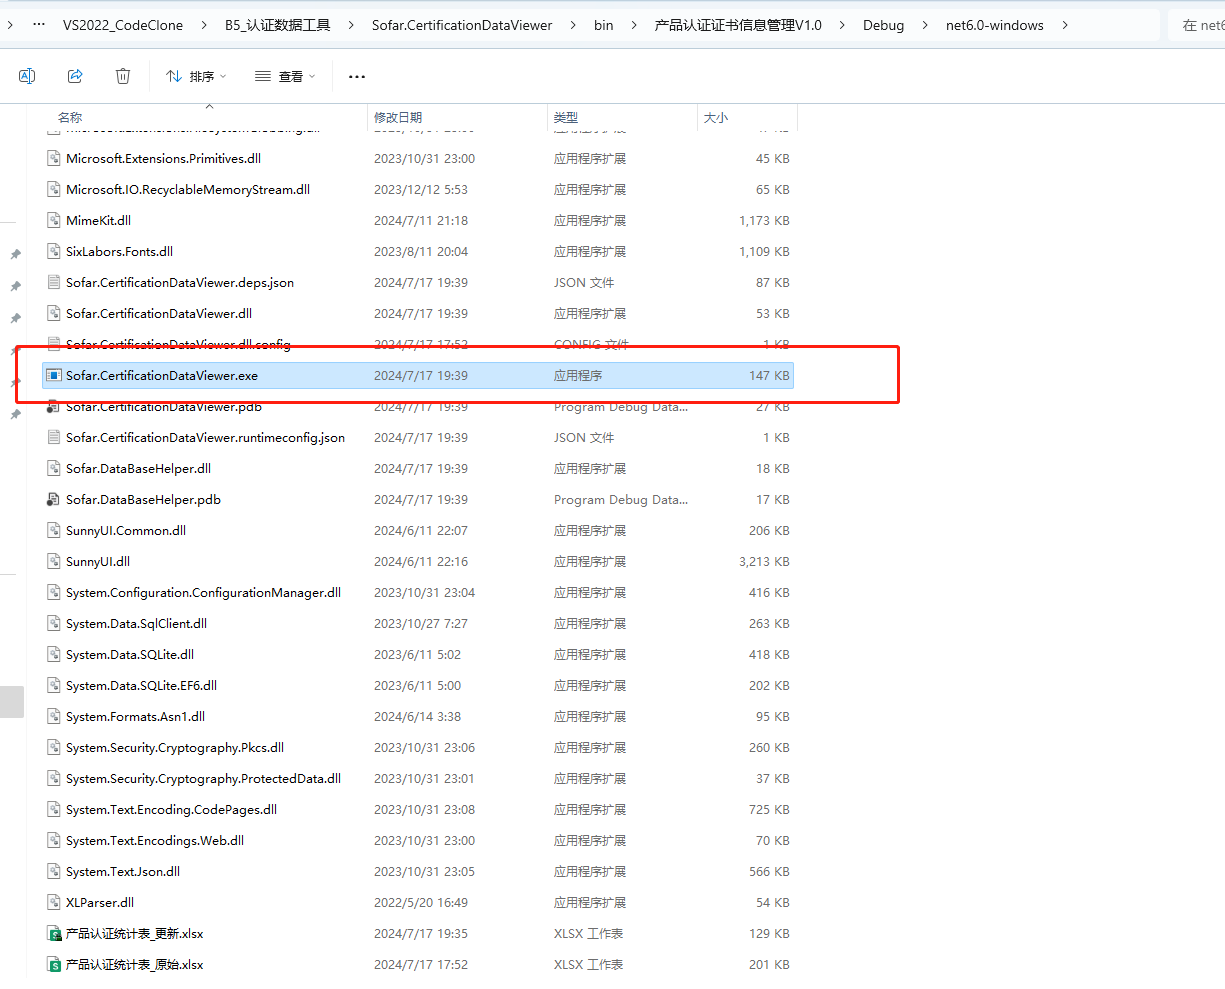 VS2022_CodeClone > B5_认证数据工具 > Sofar.CertificationDataViewer > bin > 产品认证证书信息管理V1.0 > Debug > net6.0-windows > 在 net6
排序 查看 ...
名称 修改日期 类型 大小
Microsoft.Extensions.Primitives.dll 2023/10/31 23:00 应用程序扩展 45 KB
Microsoft.IO.RecyclableMemoryStream.dll 2023/12/12 5:53 应用程序扩展 65 KB
MimeKit.dll 2024/7/11 21:18 应用程序扩展 1,173 KB
SixLabors.Fonts.dll 2023/8/11 20:04 应用程序扩展 1,109 KB
Sofar.CertificationDataViewer.deps.json 2024/7/17 19:39 JSON 文件 87 KB
Sofar.CertificationDataViewer.dll 2024/7/17 19:39 应用程序扩展 53 KB
Sofar.CertificationDataViewer.dll.config 2024/7/17 17:52 CONFIG 文件 1 KB
Sofar.CertificationDataViewer.exe 2024/7/17 19:39 应用程序 147 KB
Sofar.CertificationDataViewer.pdb 2024/7/17 19:39 Program Debug Data... 27 KB
Sofar.CertificationDataViewer.runtimeconfig.json 2024/7/17 19:39 JSON 文件 1 KB
Sofar.DataBaseHelper.dll 2024/7/17 19:39 应用程序扩展 18 KB
Sofar.DataBaseHelper.pdb 2024/7/17 19:39 Program Debug Data... 17 KB
SunnyUI.Common.dll 2024/6/11 22:07 应用程序扩展 206 KB
SunnyUI.dll 2024/6/11 22:16 应用程序扩展 3,213 KB
System.Configuration.ConfigurationManager.dll 2023/10/31 23:04 应用程序扩展 416 KB
System.Data.SqlClient.dll 2023/10/27 7:27 应用程序扩展 263 KB
System.Data.SQLite.dll 2023/6/11 5:02 应用程序扩展 418 KB
System.Data.SQLite.EF6.dll 2023/6/11 5:00 应用程序扩展 202 KB
System.Formats.Asn1.dll 2024/6/14 3:38 应用程序扩展 95 KB
System.Security.Cryptography.Pkcs.dll 2023/10/31 23:06 应用程序扩展 260 KB
System.Security.Cryptography.ProtectedData.dll 2023/10/31 23:01 应用程序扩展 37 KB
System.Text.Encoding.CodePages.dll 2023/10/31 23:08 应用程序扩展 725 KB
System.Text.Encodings.Web.dll 2023/10/31 23:00 应用程序扩展 70 KB
System.Text.Json.dll 2023/10/31 23:05 应用程序扩展 566 KB
XLParser.dll 2022/5/20 16:49 应用程序扩展 54 KB
产品认证统计表_更新.xlsx 2024/7/17 19:35 XLSX 工作表 129 KB
产品认证统计表_原始.xlsx 2024/7/17 17:52 XLSX 工作表 201 KB